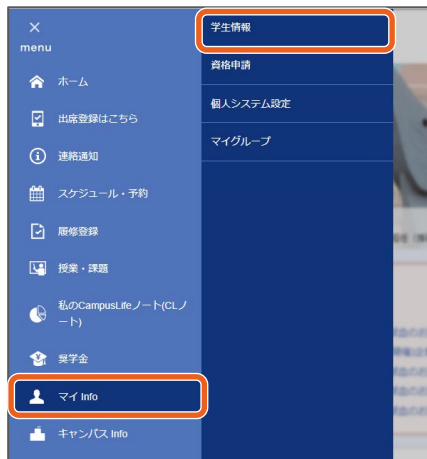 ×
menu
ホーム
出席登録はこちら
連絡通知
スケジュール・予約
履修登録
授業・課題
私のCampusLifeノート(CLノ
ート)
奨学金
マイ Info
キャンパス Info
学生情報
資格申請
個人システム設定
マイグループ